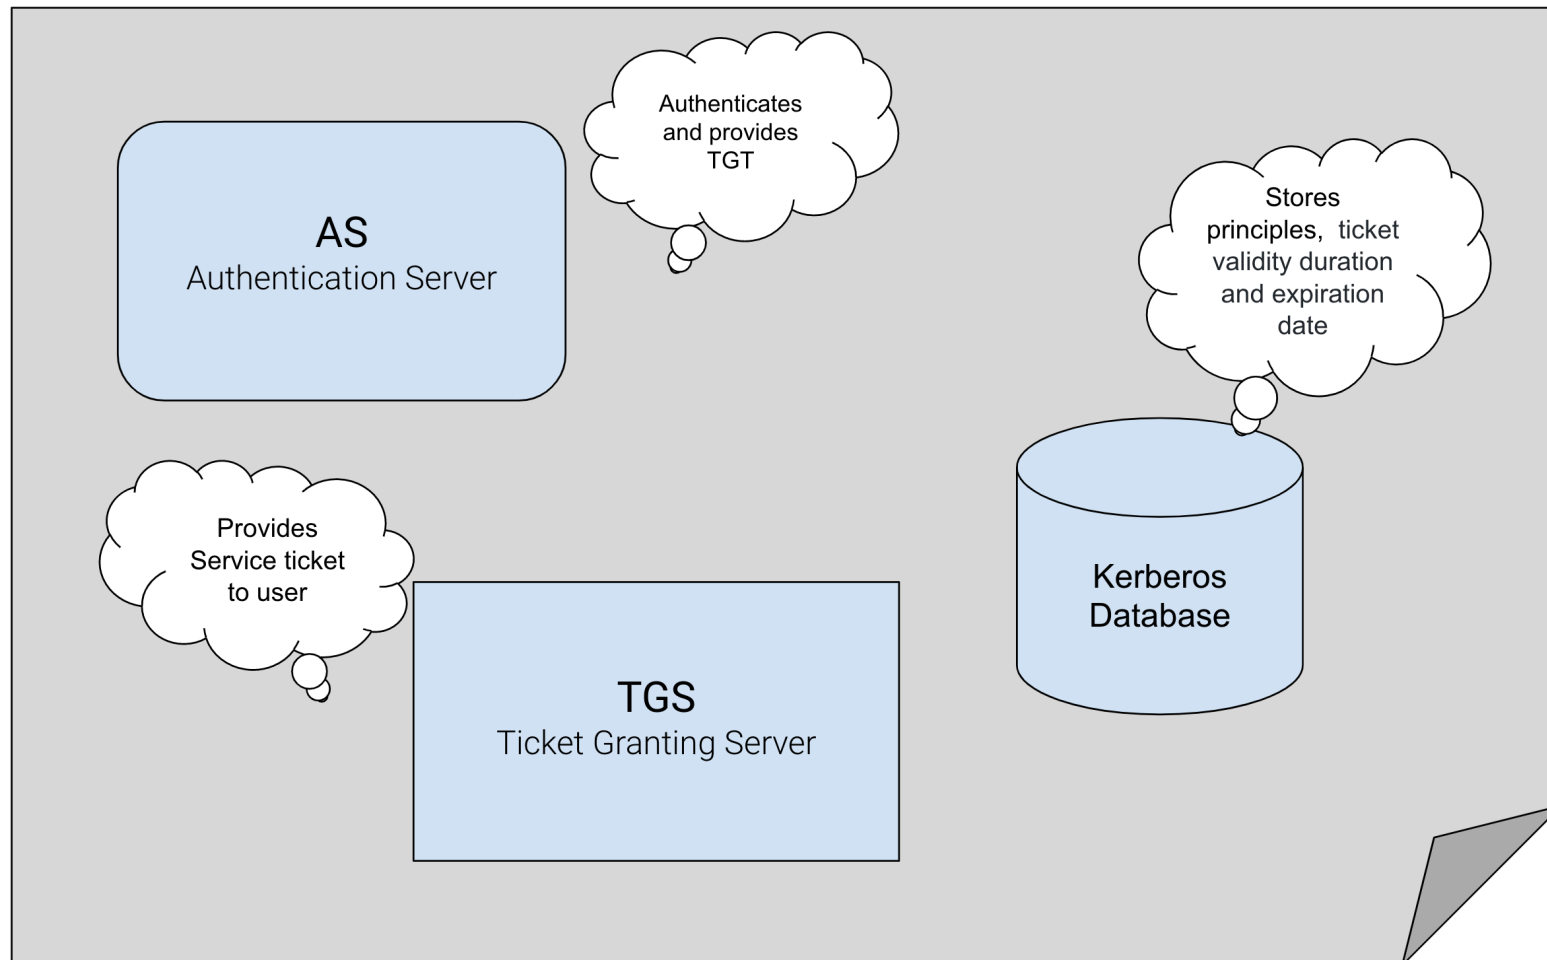 Authenticates
and provides
TGT
AS
Authentication Server
Stores
principles, ticket
validity duration
and expiration
date
Provides
Service ticket
to user
Kerberos
Database
TGS
Ticket Granting Server